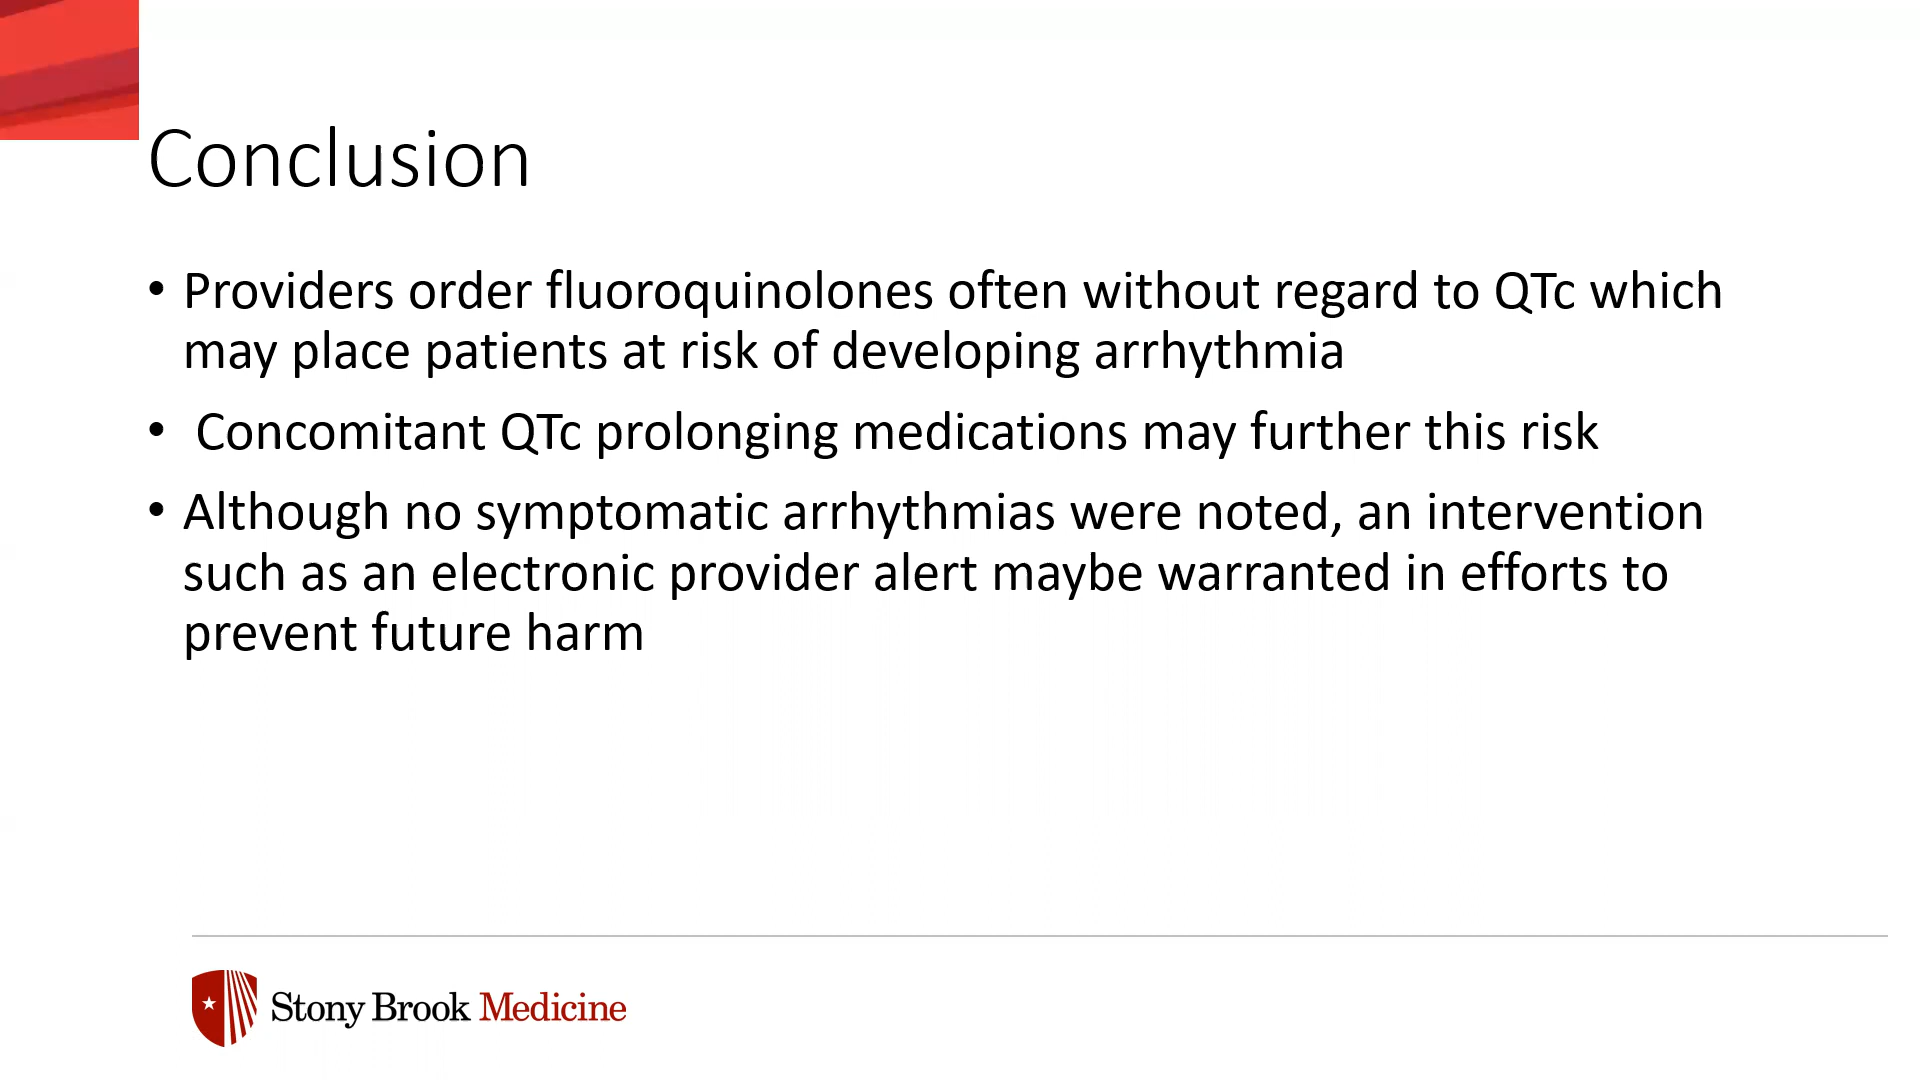 Conclusion
• Providers order fluoroquinolones often without regard to QTc which
may place patients at risk of developing arrhythmia
• Concomitant QTc prolonging medications may further this risk
• Although no symptomatic arrhythmias were noted, an intervention
such as an electronic provider alert maybe warranted in efforts to
prevent future harm
Stony Brook Medicine